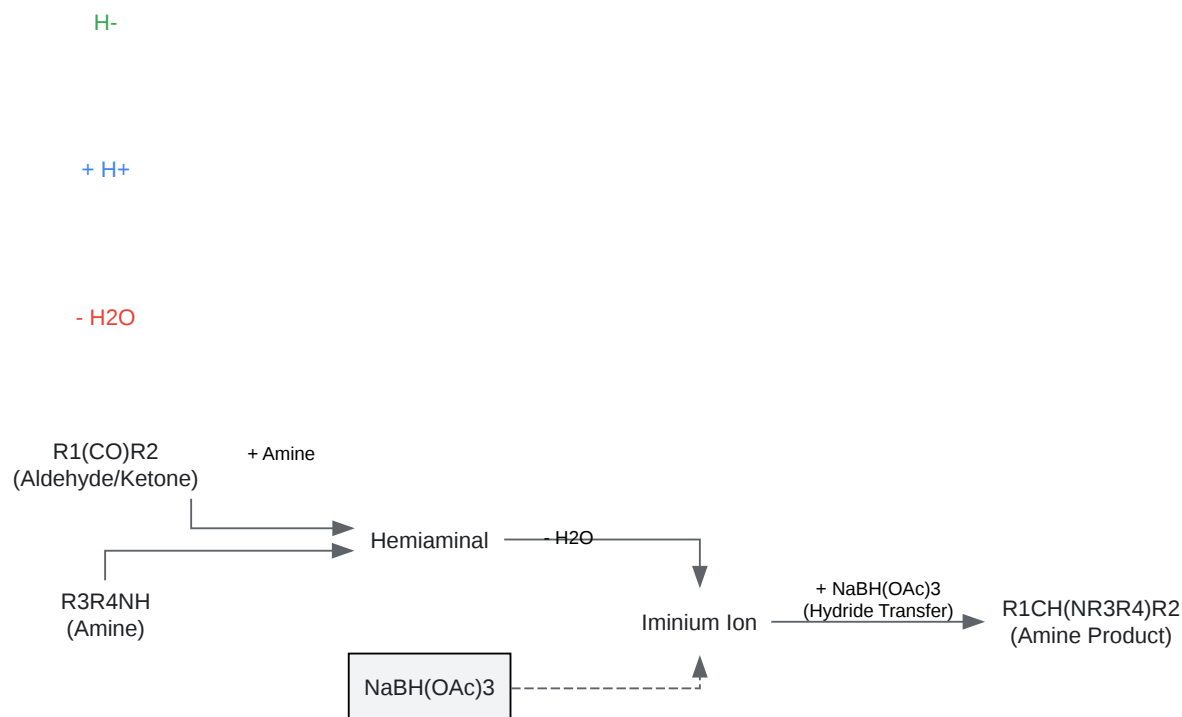 H-
+ H+
- H2O
R1(CO)R2
(Aldehyde/Ketone)
+ Amine
Hemiaminal
- H2O
R3R4NH
(Amine)
+ NaBH(OAc)3
(Hydride Transfer)
Iminium Ion
R1CH(NR3R4)R2
(Amine Product)
NaBH(OAc)3